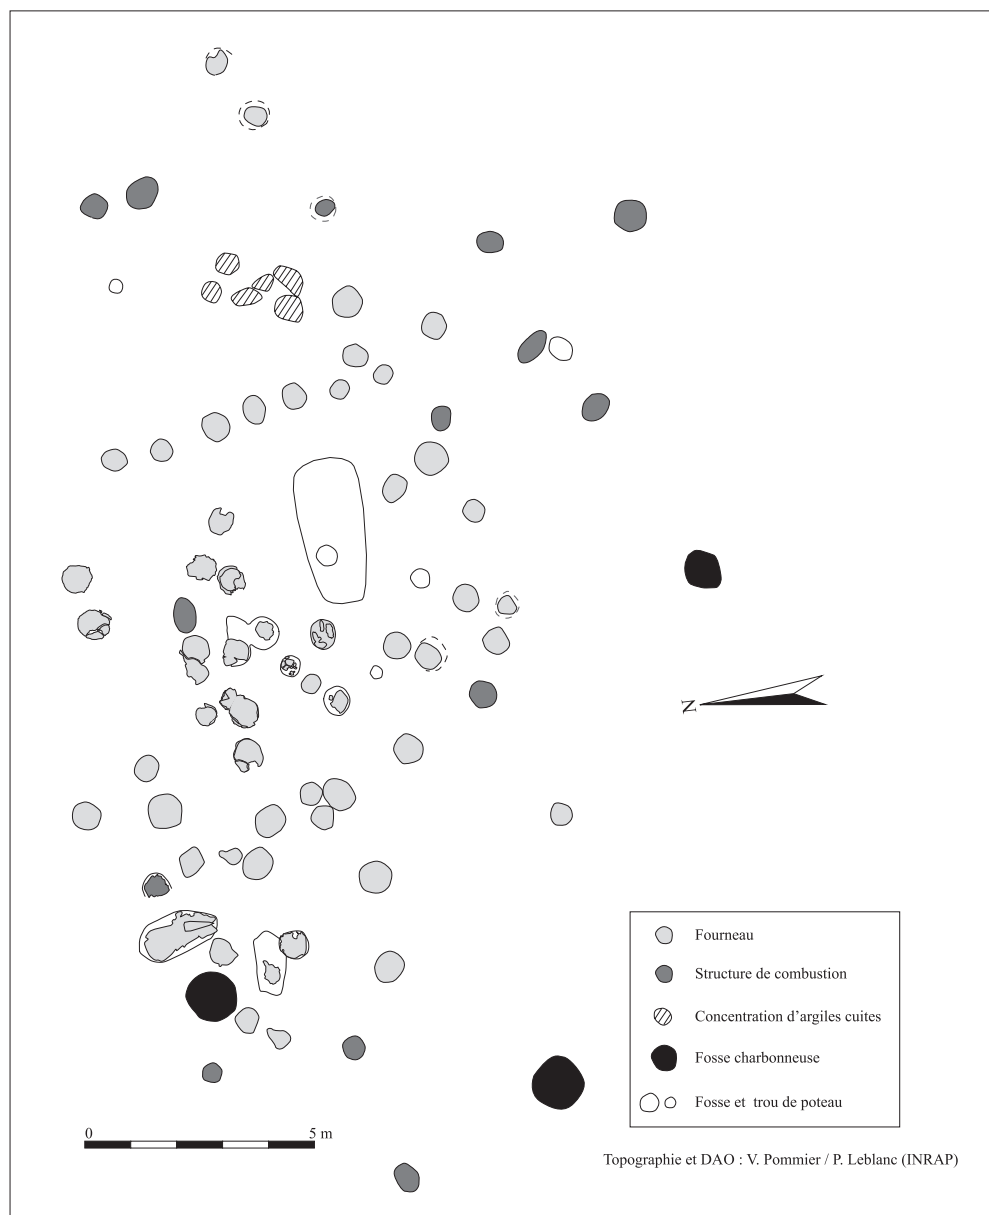 N
Fourneau
Structure de combustion
Concentration d'argiles cuites
Fosse charbonneuse
Fosse et trou de poteau
0 5 m
Topographie et DAO : V. Pommier / P. Leblanc (INRAP)